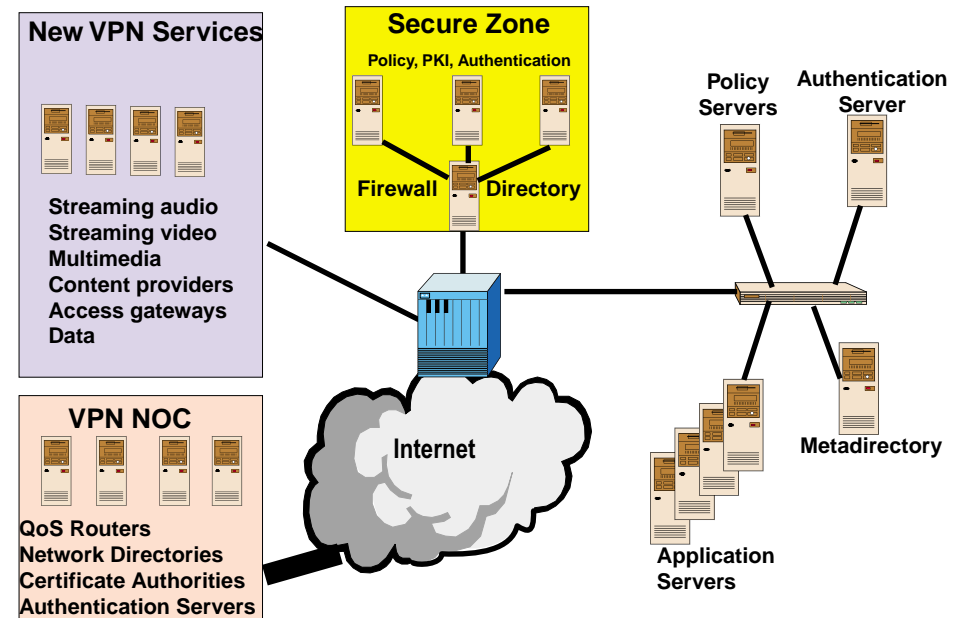 New VPN Services
Streaming audio
Streaming video
Multimedia
Content providers
Access gateways
Data
Secure Zone
Policy, PKI, Authentication
Firewall
Directory
Policy
Servers
Authentication
Server
Metadirectory
Application
Servers
Internet
VPN NOC
QoS Routers
Network Directories
Certificate Authorities
Authentication Servers